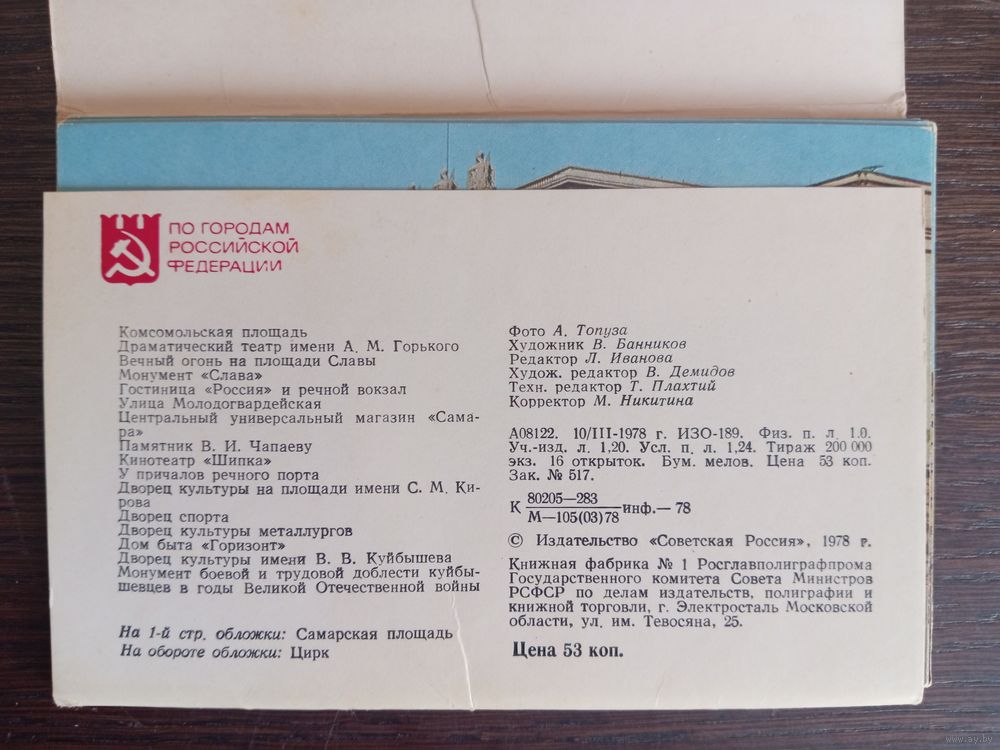 ПО ГОРОДАМ
РОССИЙСКОЙ
ФЕДЕРАЦИИ
Комсомольская площадь
Драматический театр имени А. М. Горького
Вечный огонь на площади Славы
Монумент «Слава»
Гостиница «Россия» и речной вокзал
Улица Молодогвардейская
Центральный универсальный магазин «Сама-
ра»
Памятник В. И. Чапаеву
Кинотеатр «Шипка»
У причалов речного порта
Дворец культуры на площади имени С. М. Ки-
рова
Дворец спорта
Дворец культуры металлургов
Дом быта «Горизонт»
Дворец культуры имени В. В. Куйбышева
Монумент боевой и трудовой доблести куйбы-
шевцев в годы Великой Отечественной войны
На 1-й стр. обложки: Самарская площадь
На обороте обложки: Цирк
Фото А. Топуза
Художник В. Банников
Редактор Л. Иванова
Худож. редактор В. Демидов
Техн. редактор Т. Плахтий
Корректор М. Никитина
А08122. 10/III-1978 г. ИЗО-189. Физ. п. л 1.0.
Уч.-изд. л. 1,20. Усл. п. л. 1,24. Тираж 200 000
экз. 16 открыток. Бум. мелов. Цена 53 коп.
Зак. № 517.
К 80205—283
М—105(03)78 инф.— 78
© Издательство «Советская Россия», 1978 г.
Книжная фабрика № 1 Росглавполиграфпрома
Государственного комитета Совета Министров
РСФСР по делам издательств, полиграфии и
книжной торговли, г. Электросталь Московской
области, ул. им. Тевосяна, 25.
Цена 53 коп.
www.ay.by